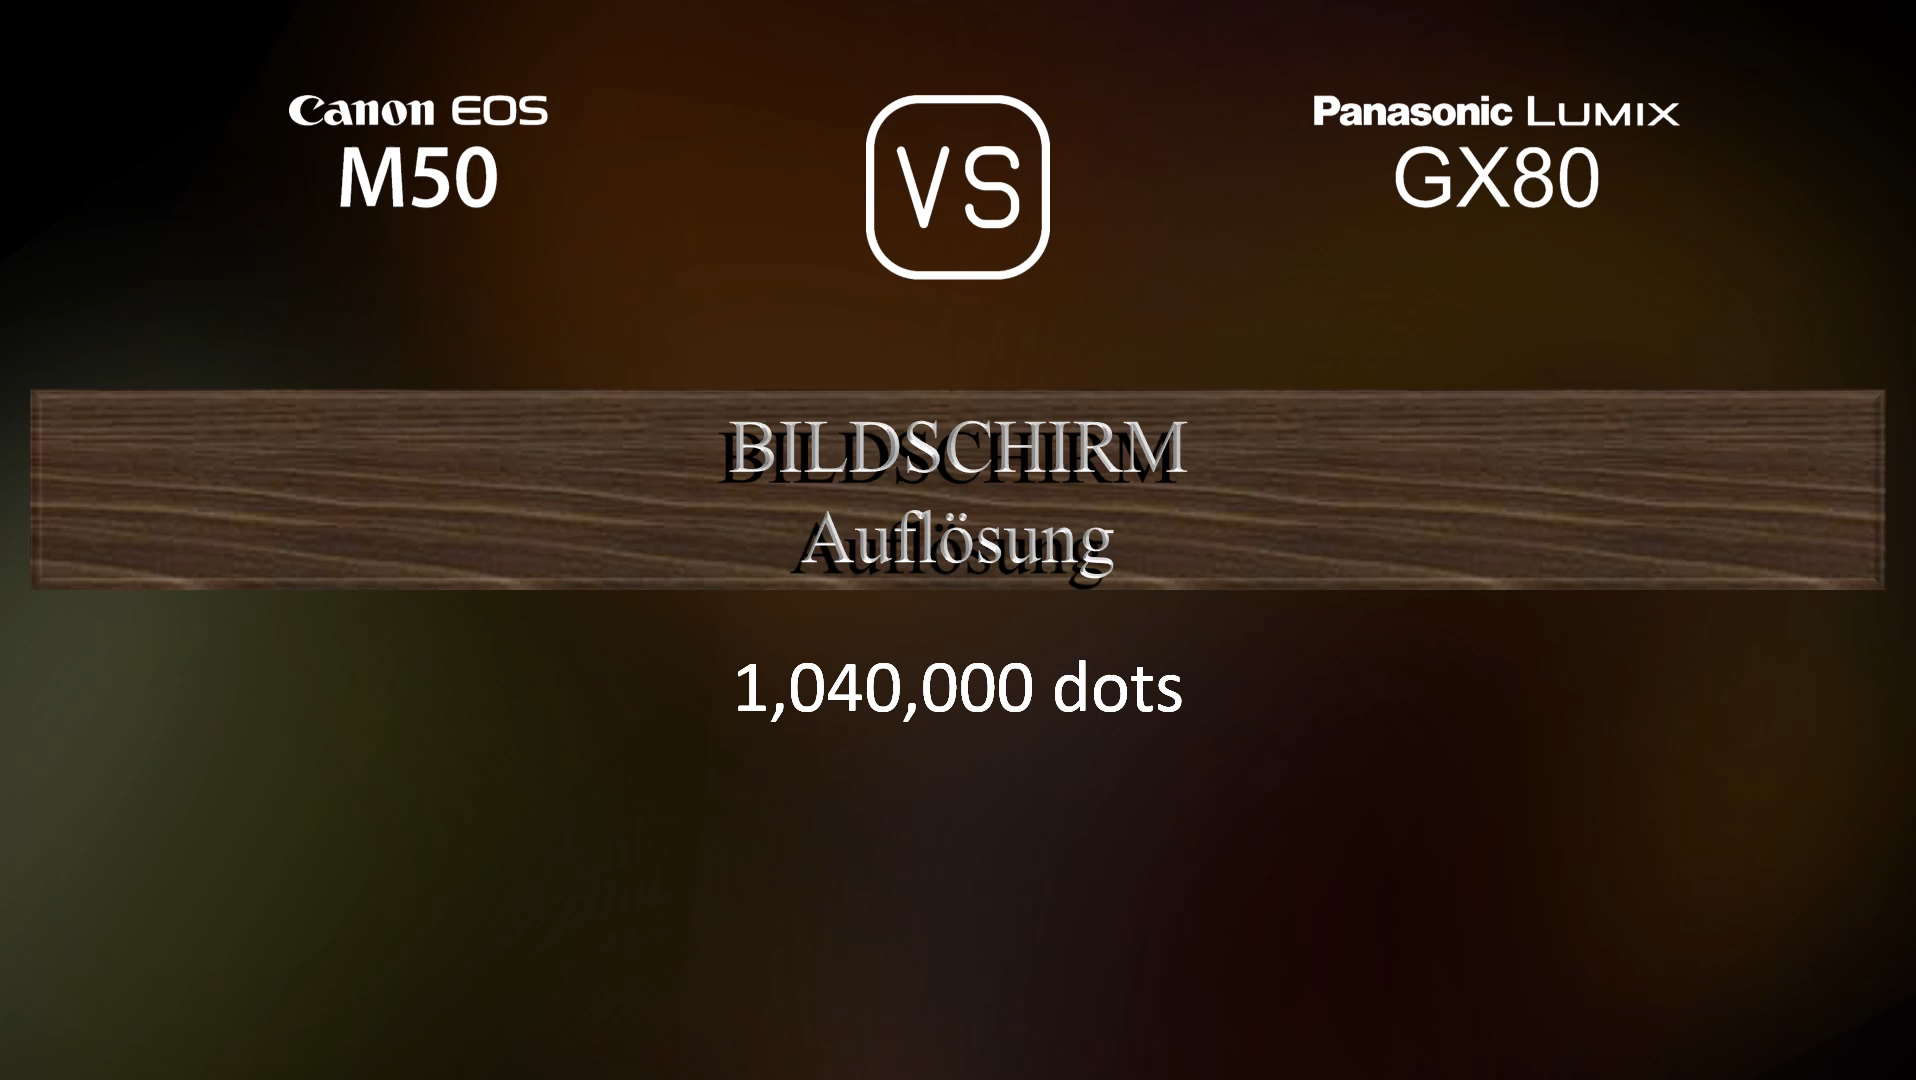 Canon EOS
M50
VS
Panasonic LUMIX
GX80
BILDSCHIRM
Auflösung
1,040,000 dots